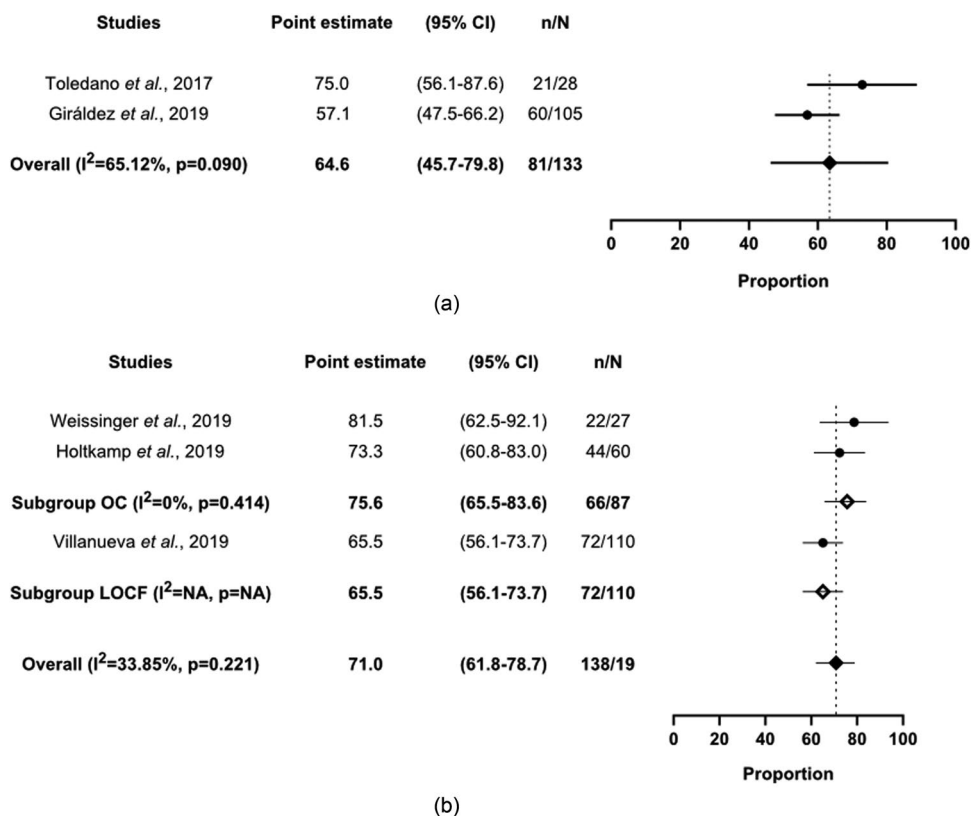 Studies Point estimate (95% CI) n/N
Toledano et al., 2017 75.0 (56.1-87.6) 21/28
Giráldez et al., 2019 57.1 (47.5-66.2) 60/105
Overall (I²=65.12%, p=0.090) 64.6 (45.7-79.8) 81/133
0 20 40 60 80 100
Proportion
(a)
Studies Point estimate (95% CI) n/N
Weissinger et al., 2019 81.5 (62.5-92.1) 22/27
Holtkamp et al., 2019 73.3 (60.8-83.0) 44/60
Subgroup OC (I²=0%, p=0.414) 75.6 (65.5-83.6) 66/87
Villanueva et al., 2019 65.5 (56.1-73.7) 72/110
Subgroup LOCF (I²=NA, p=NA) 65.5 (56.1-73.7) 72/110
Overall (I²=33.85%, p=0.221) 71.0 (61.8-78.7) 138/19
0 20 40 60 80 100
Proportion
(b)